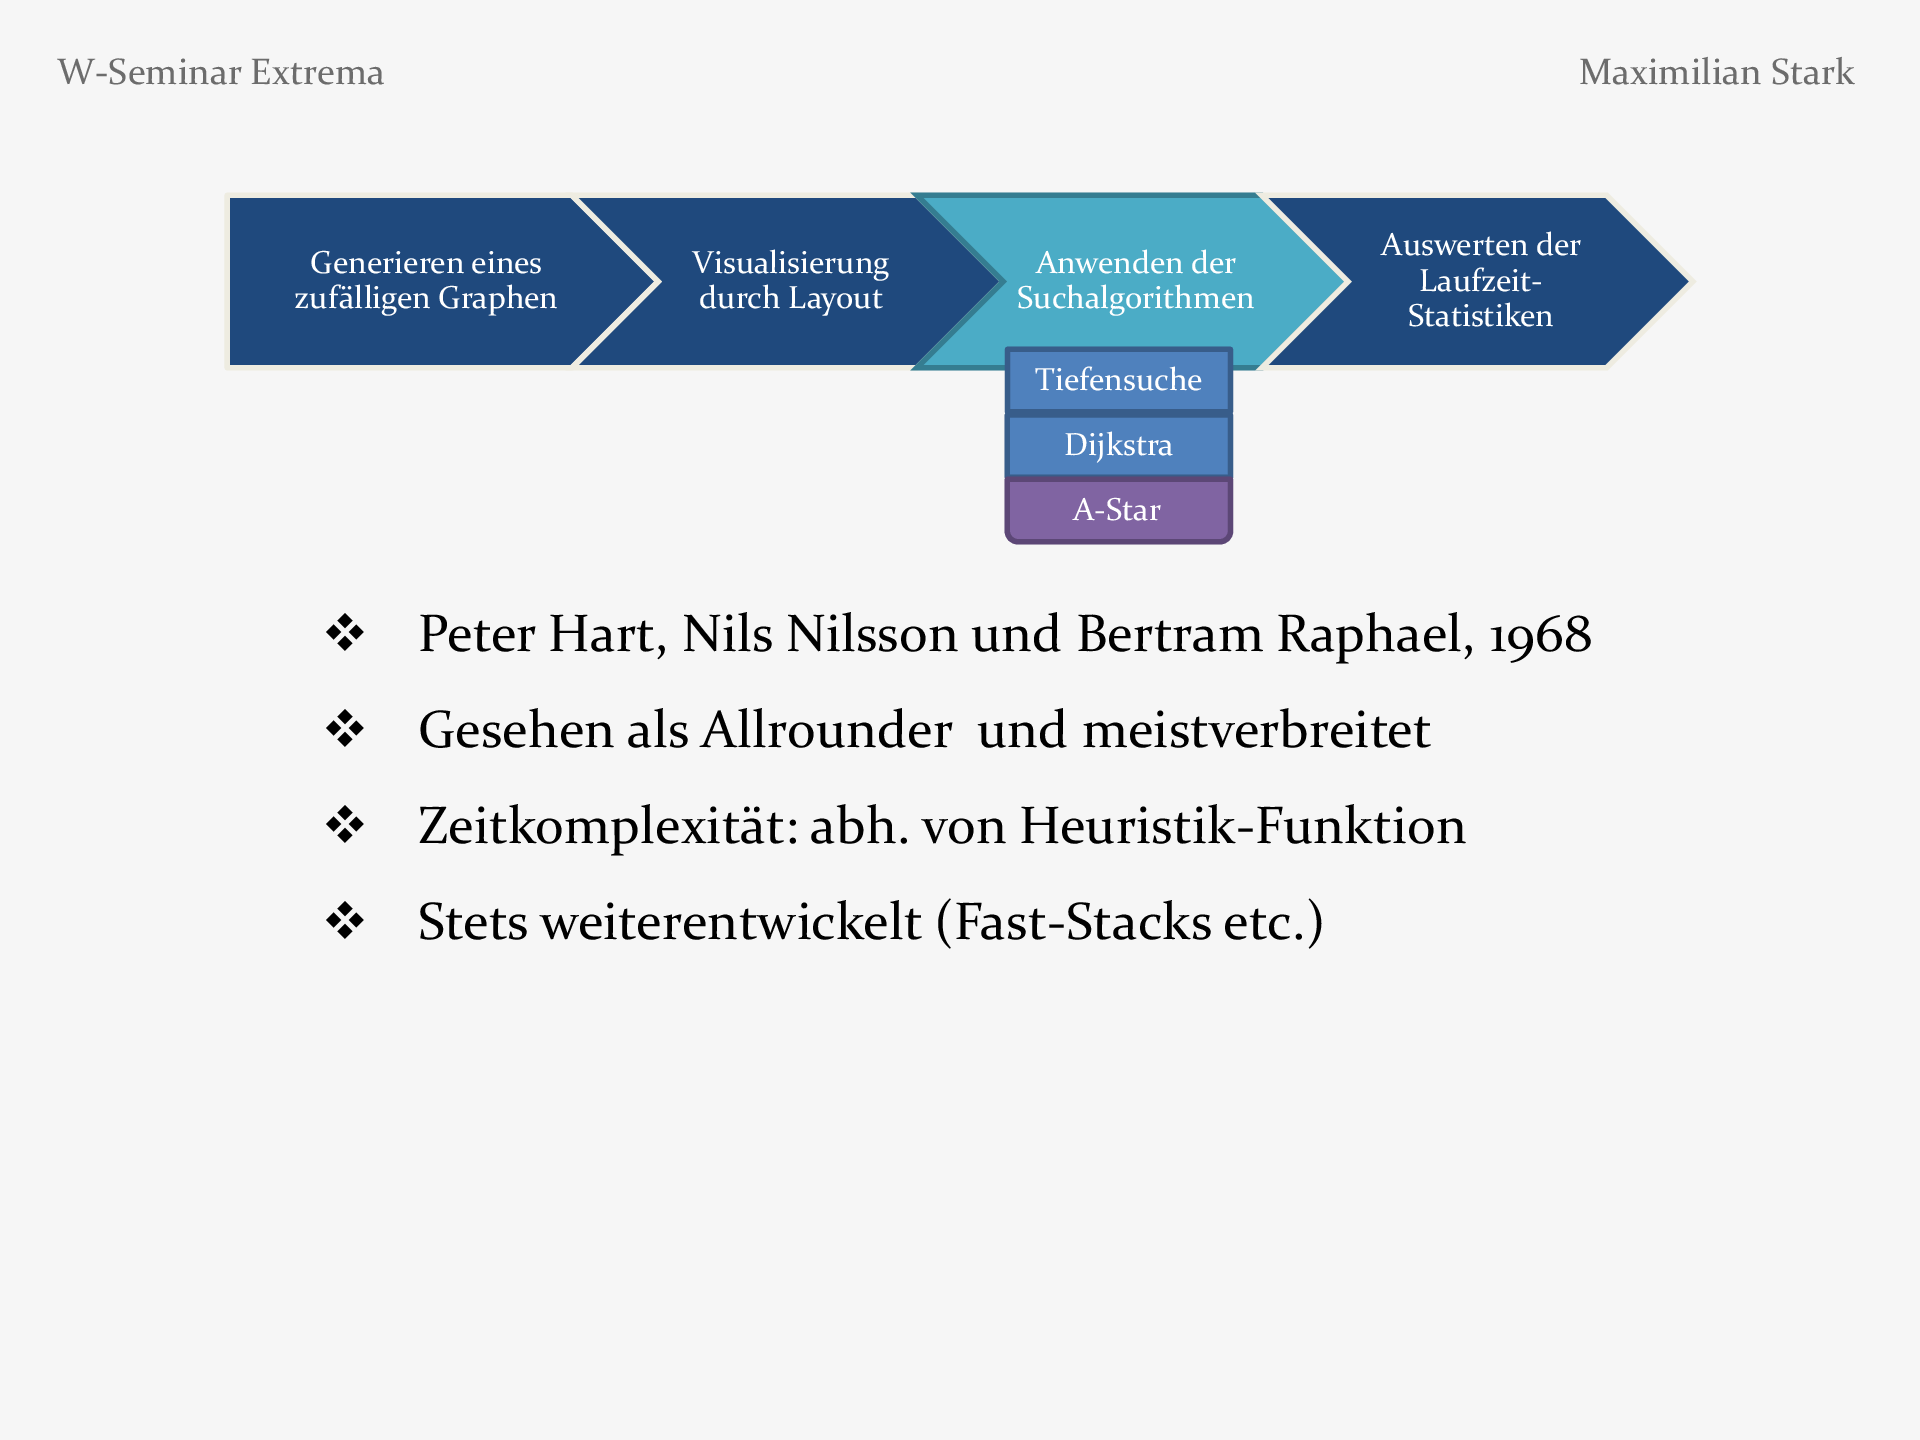 W-Seminar Extrema
Maximilian Stark
Generieren eines
zufälligen Graphen
Visualisierung
durch Layout
Anwenden der
Suchalgorithmen
Auswerten der
Laufzeit-
Statistiken
Tiefensuche
Dijkstra
A-Star
Peter Hart, Nils Nilsson und Bertram Raphael, 1968
Gesehen als Allrounder  und meistverbreitet
Zeitkomplexität: abh. von Heuristik-Funktion
Stets weiterentwickelt (Fast-Stacks etc.)